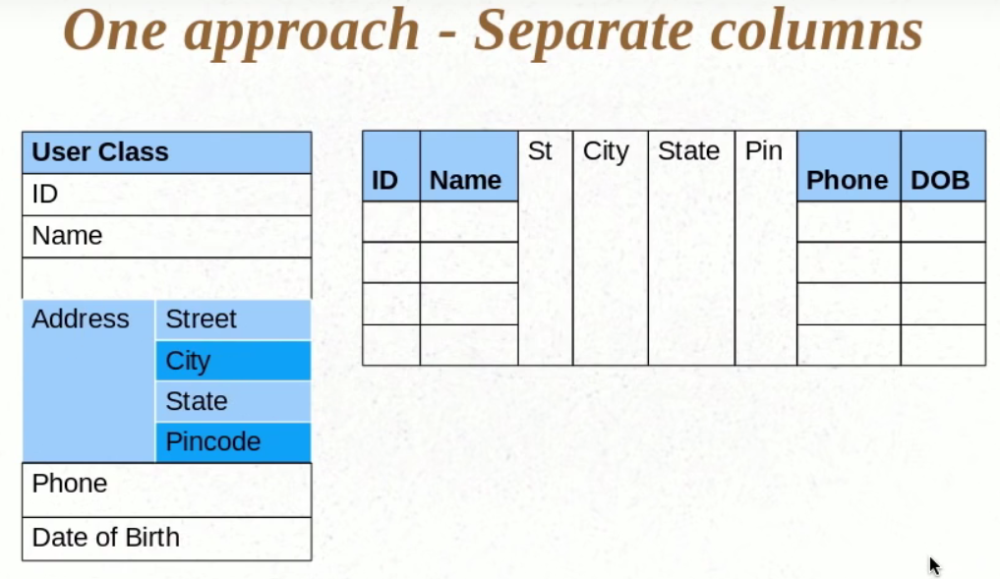 One approach - Separate columns
User Class
ID
Name
Address
Street
City
State
Pincode
Phone
Date of Birth
ID Name St City State Pin Phone DOB